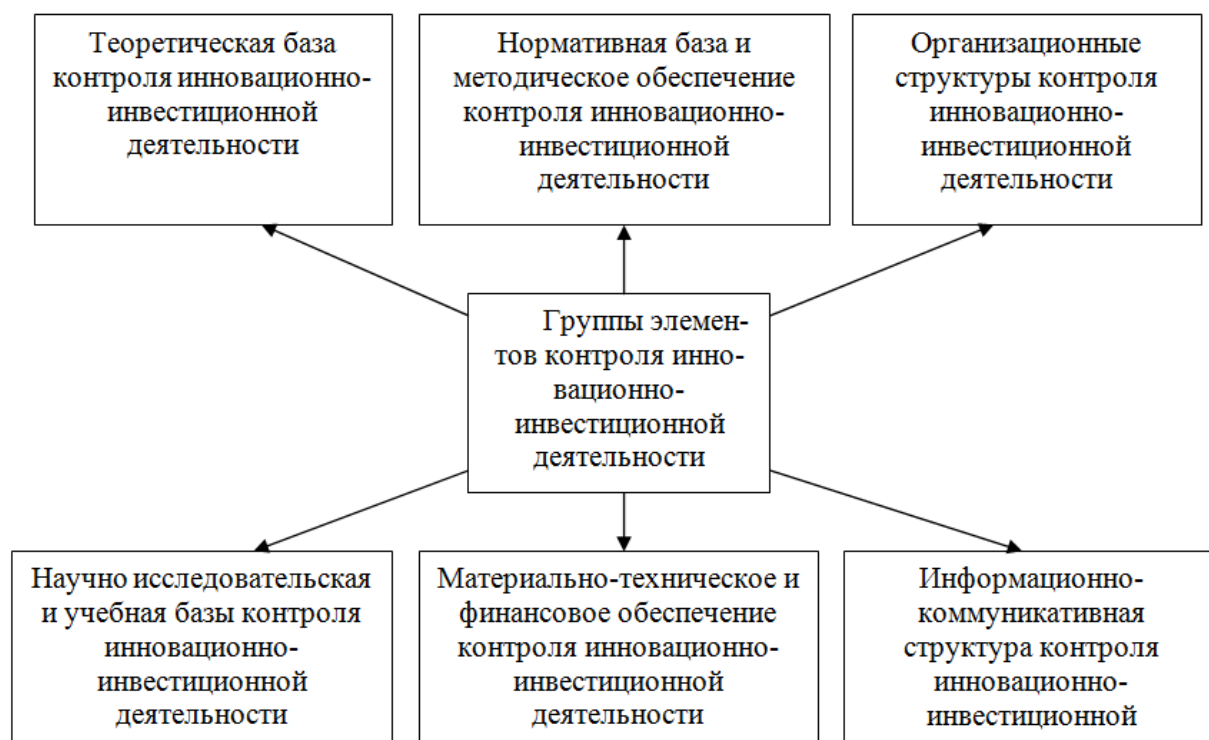 Теоретическая база
контроля инновационно-
инвестиционной
деятельности
Нормативная база и
методическое обеспечение
контроля инновационно-
инвестиционной
деятельности
Организационные
структуры контроля
инновационно-
инвестиционной
деятельности
Группы элемен-
тов контроля инно-
вационно-
инвестиционной
деятельности
Научно исследовательская
и учебная базы контроля
инновационно-
инвестиционной
деятельности
Материально-техническое и
финансовое обеспечение
контроля инновационно-
инвестиционной
деятельности
Информационно-
коммуникативная
структура контроля
инновационно-
инвестиционной